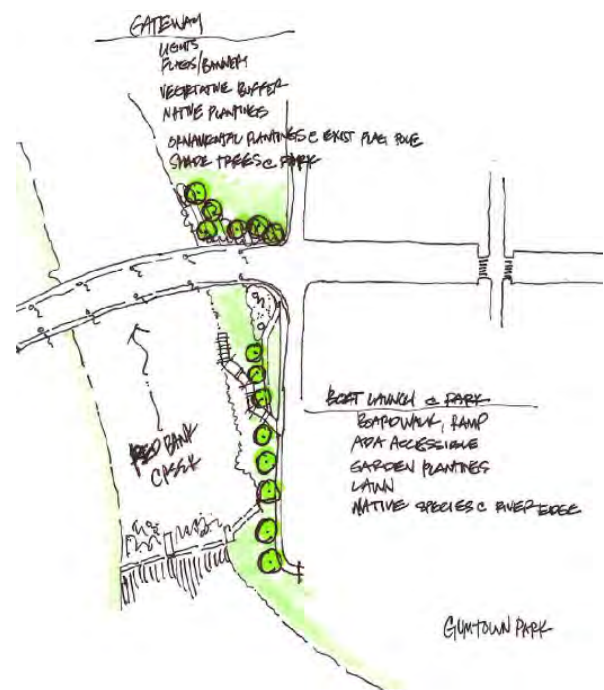 GATEWAY
LIGHTS
FLAGS/BANNERS
VEGETATIVE BUFFER
NATIVE PLANTINGS
ORNAMENTAL PLANTINGS @ EXIST FLAG POLE
SHADE TREES @ PARK
RED BANK
CREEK
BOAT LAUNCH @ PARK
BOARDWALK, RAMP
ADA ACCESSIBLE
GARDEN PLANTINGS
LAWN
NATIVE SPECIES @ RIVER EDGE
GUMTOWN PARK